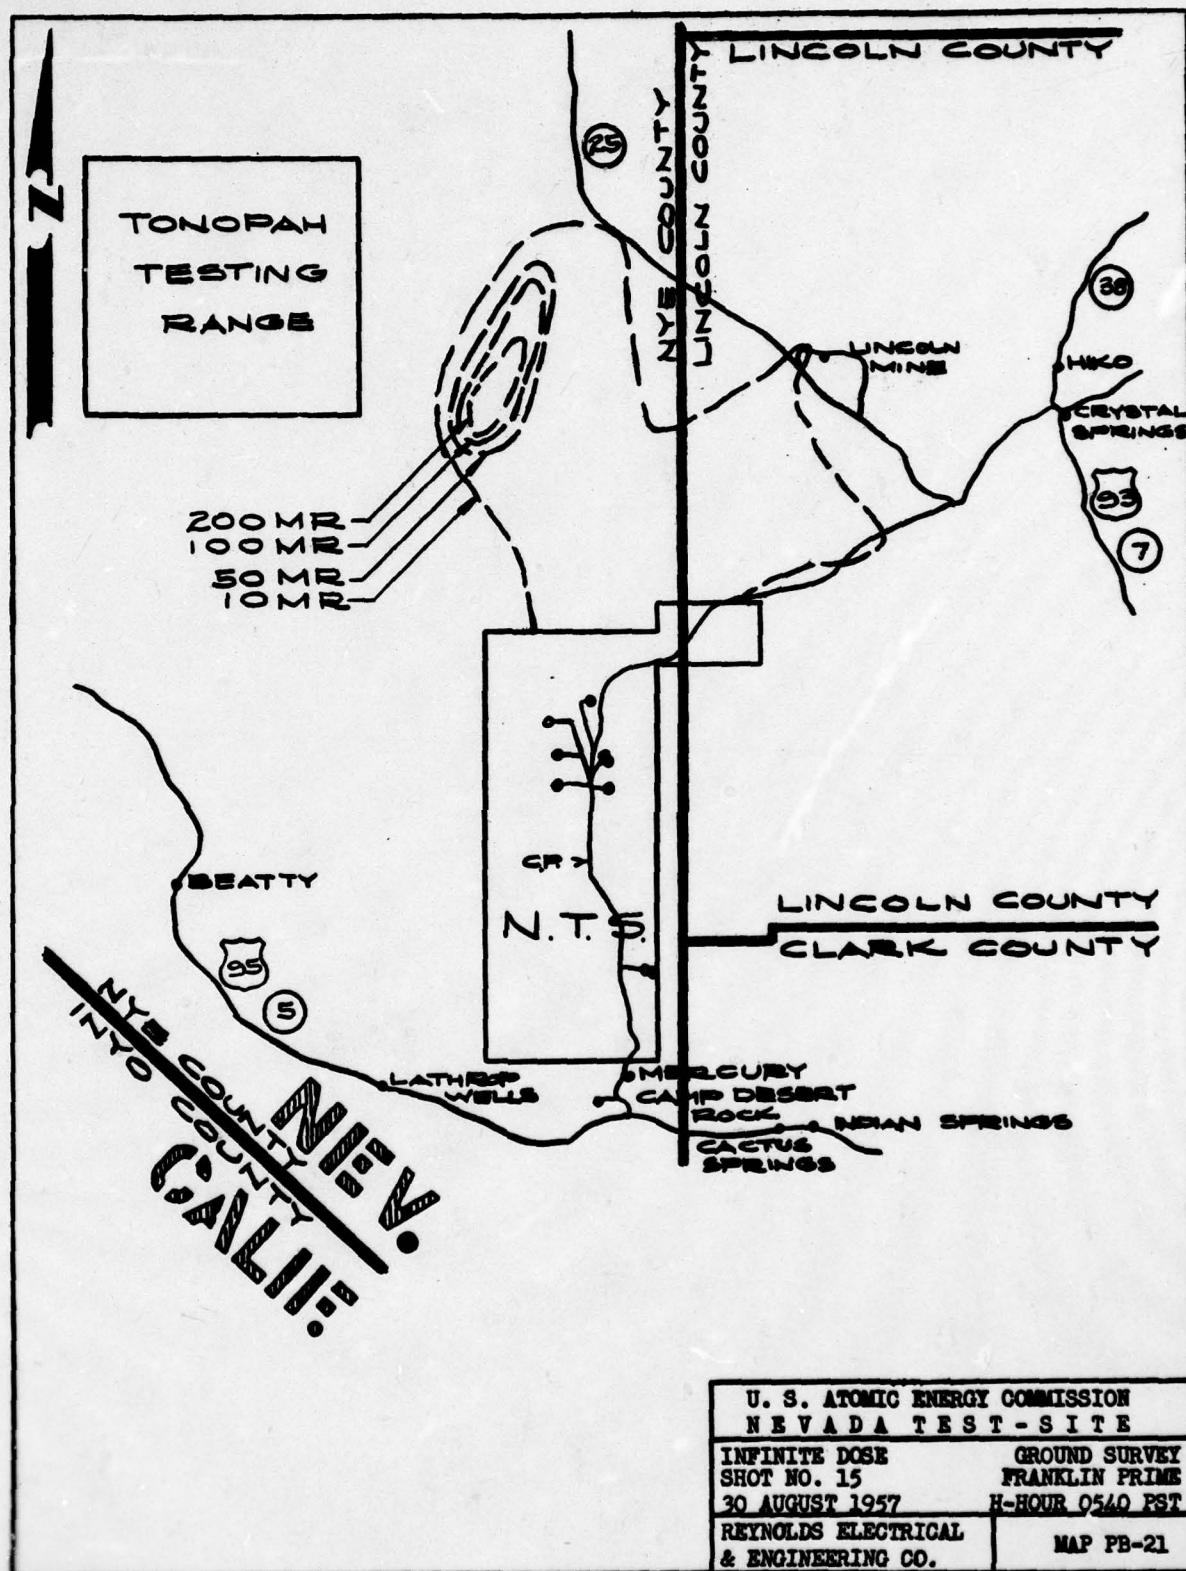 LINCOLN COUNTY
NYE COUNTY
LINCOLN COUNTY
25
N
TONOPAH
TESTING
RANGE
38
LINCOLN
MINE
HIKO
CRYSTAL
SPRINGS
93
7
200 MR
100 MR
50 MR
10 MR
C.P.
N.T.S.
BEATTY
95
5
LINCOLN COUNTY
CLARK COUNTY
NYE COUNTY
INYO COUNTY
NEV.
CALIF.
LATHROP
WELLS
MERCURY
CAMP DESERT
ROCK
INDIAN SPRINGS
CACTUS
SPRINGS
U. S. ATOMIC ENERGY COMMISSION
NEVADA TEST-SITE
INFINITE DOSE GROUND SURVEY
SHOT NO. 15 FRANKLIN PRIME
30 AUGUST 1957 H-HOUR 0540 PST
REYNOLDS ELECTRICAL
& ENGINEERING CO.
MAP PB-21